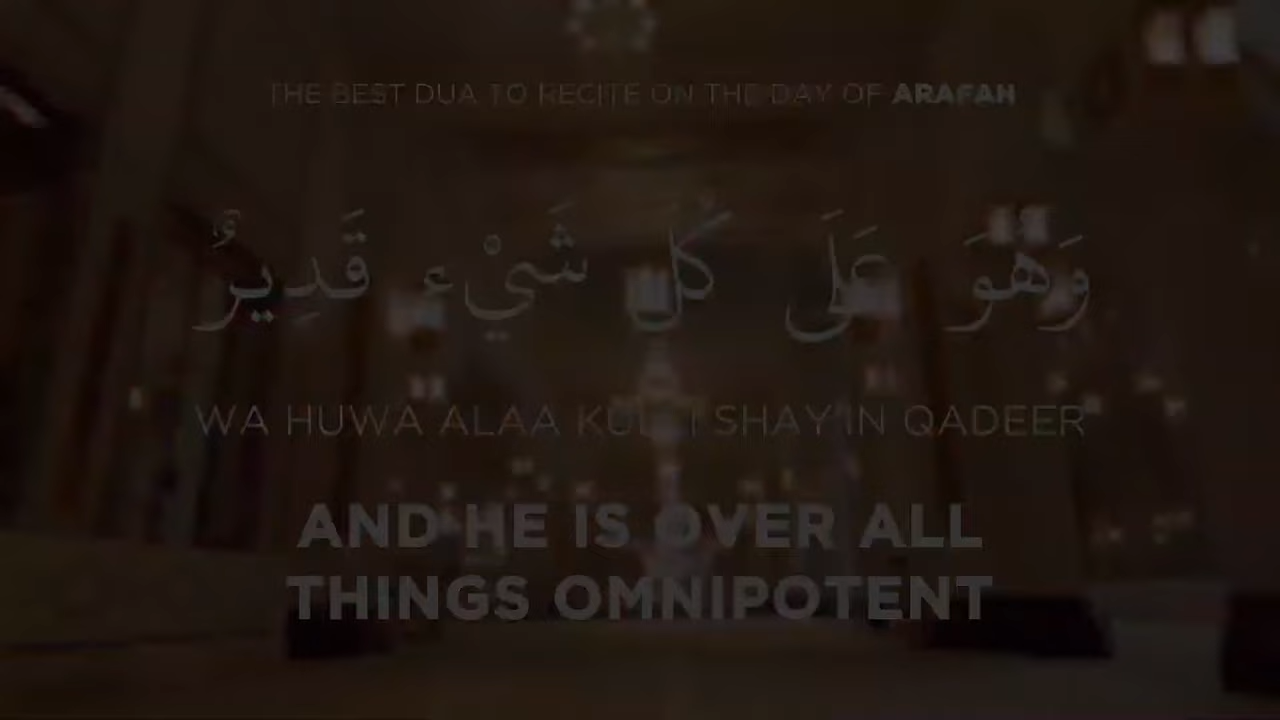 THE BEST DUA TO RECITE ON THE DAY OF ARAFAH
وَهُوَ عَلَى كُلِّ شَيْءٍ قَدِيرٌ
WA HUWA ALAA KULLI SHAY'IN QADEER
AND HE IS OVER ALL
THINGS OMNIPOTENT